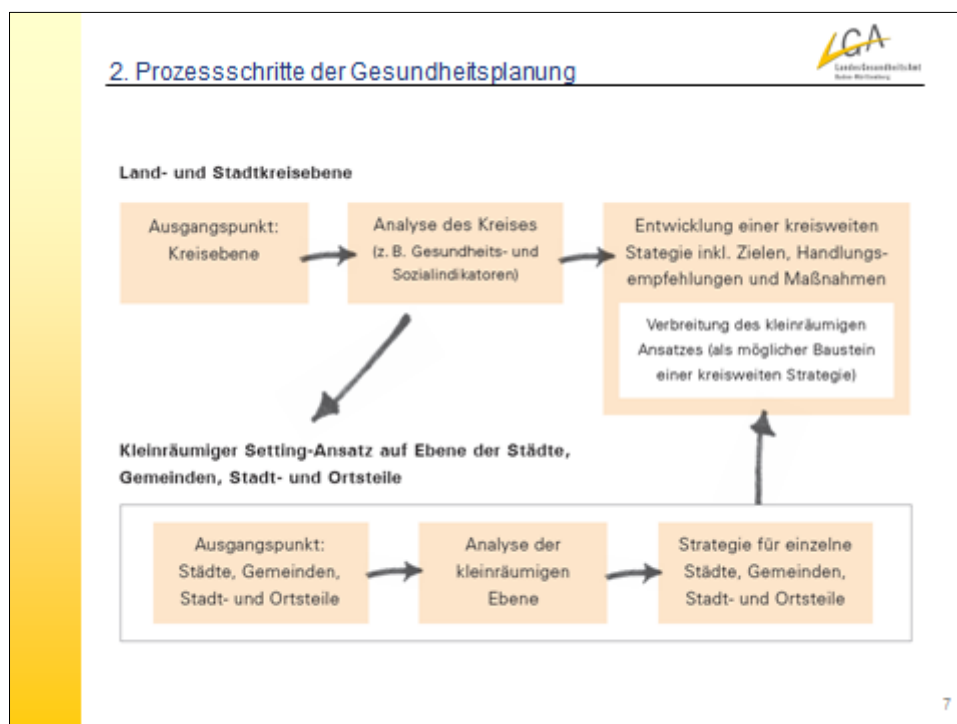 2. Prozessschritte der Gesundheitsplanung
LGA
LandesGesundheitsAmt
Baden-Württemberg
Land- und Stadtkreisebene
Ausgangspunkt:
Kreisebene
Analyse des Kreises
(z. B. Gesundheits- und
Sozialindikatoren)
Entwicklung einer kreisweiten
Stategie inkl. Zielen, Handlungs-
empfehlungen und Maßnahmen
Verbreitung des kleinräumigen
Ansatzes (als möglicher Baustein
einer kreisweiten Strategie)
Kleinräumiger Setting-Ansatz auf Ebene der Städte,
Gemeinden, Stadt- und Ortsteile
Ausgangspunkt:
Städte, Gemeinden,
Stadt- und Ortsteile
Analyse der
kleinräumigen
Ebene
Strategie für einzelne
Städte, Gemeinden,
Stadt- und Ortsteile
7